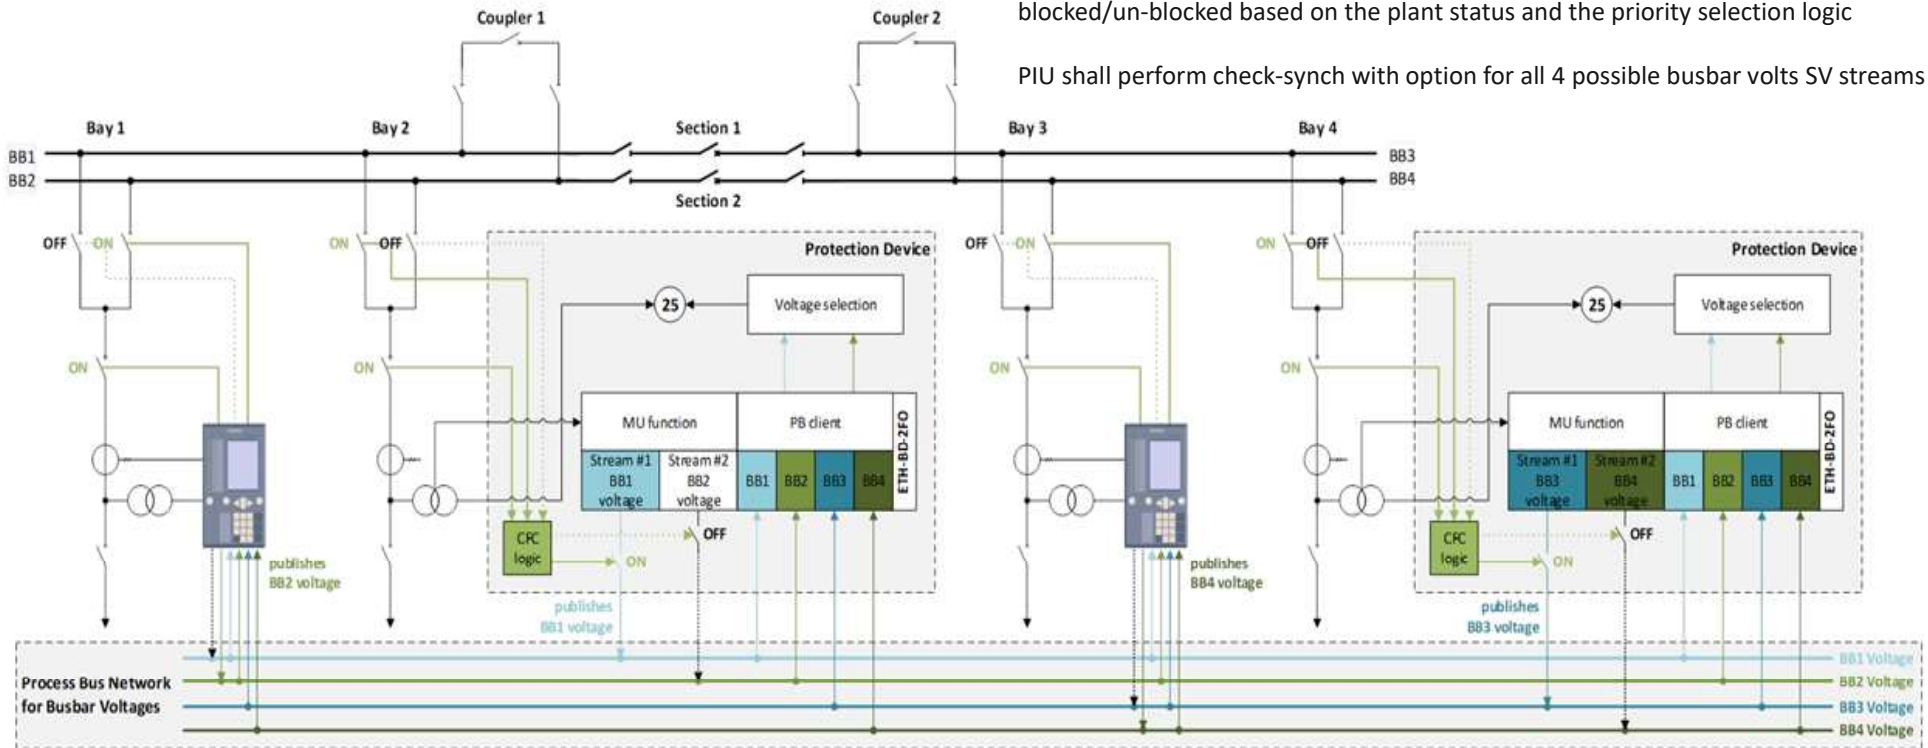 blocked/un-blocked based on the plant status and the priority selection logic
PIU shall perform check-synch with option for all 4 possible busbar volts SV streams
Coupler 1
Coupler 2
Bay 1
Bay 2
Section 1
Bay 3
Bay 4
BB1
BB3
BB2
BB4
Section 2
OFF
ON
ON
OFF
OFF
ON
ON
OFF
Protection Device
Protection Device
25
Voltage selection
25
Voltage selection
ON
ON
ON
ON
MU function
PB client
ETH-BD-2FO
Stream #1
BB1
voltage
Stream #2
BB2
voltage
BB1
BB2
BB3
BB4
MU function
PB client
ETH-BD-2FO
Stream #1
BB3
voltage
Stream #2
BB4
voltage
BB1
BB2
BB3
BB4
CRC
logic
OFF
ON
CRC
logic
OFF
ON
publishes
BB2 voltage
publishes
BB1 voltage
publishes
BB4 voltage
publishes
BB3 voltage
Process Bus Network
for Busbar Voltages
BB1 Voltage
BB2 Voltage
BB3 Voltage
BB4 Voltage